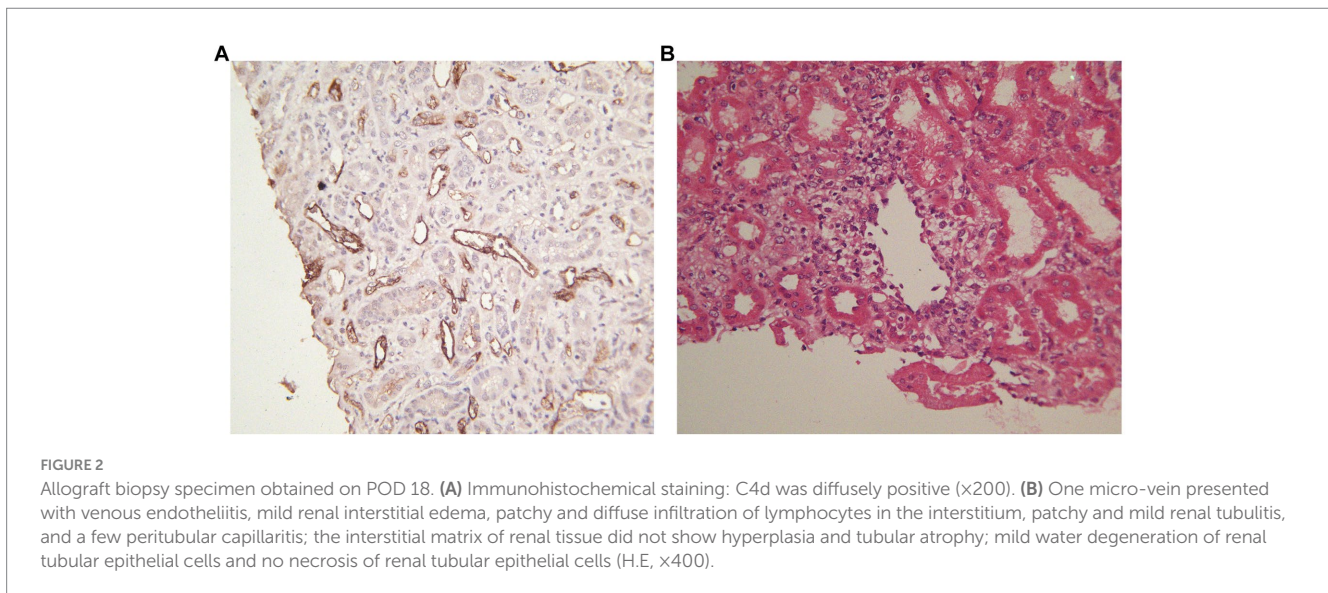 A
B
FIGURE 2
Allograft biopsy specimen obtained on POD 18. (A) Immunohistochemical staining: C4d was diffusely positive (×200). (B) One micro-vein presented
with venous endotheliitis, mild renal interstitial edema, patchy and diffuse infiltration of lymphocytes in the interstitium, patchy and mild renal tubulitis,
and a few peritubular capillaritis; the interstitial matrix of renal tissue did not show hyperplasia and tubular atrophy; mild water degeneration of renal
tubular epithelial cells and no necrosis of renal tubular epithelial cells (H.E, ×400).